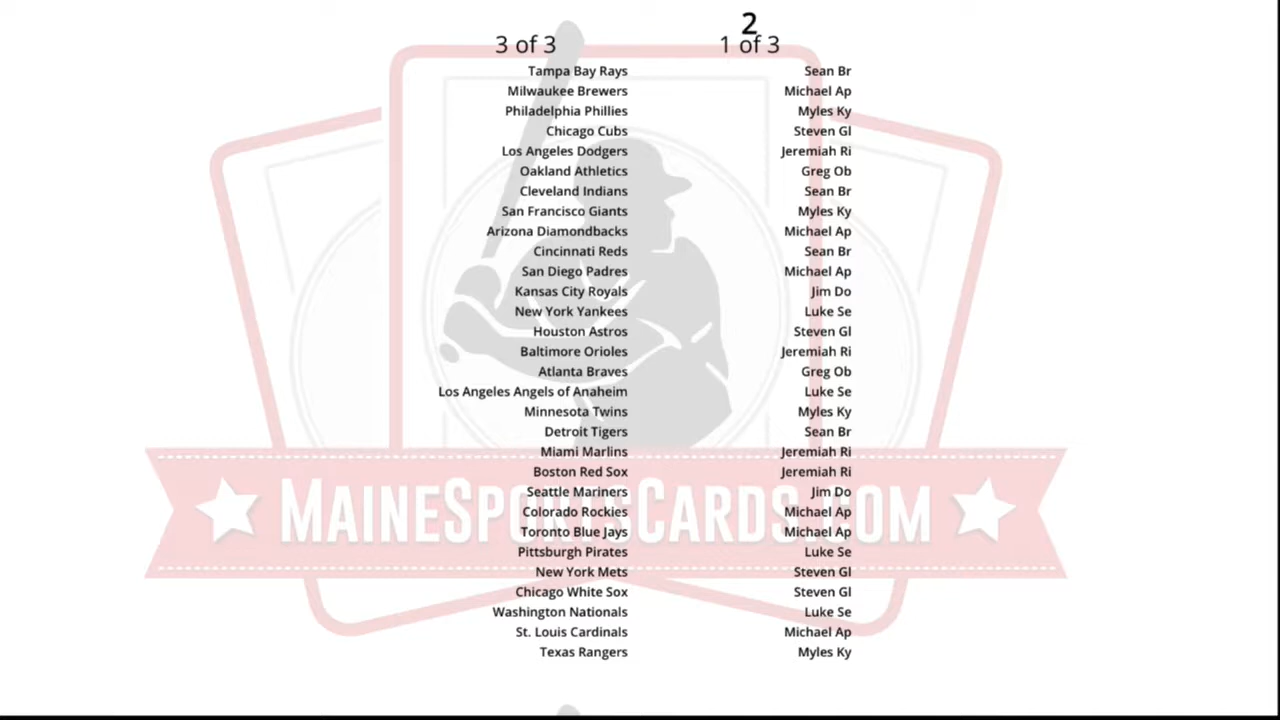 2
3 of 3 1 of 3
Tampa Bay Rays Sean Br
Milwaukee Brewers Michael Ap
Philadelphia Phillies Myles Ky
Chicago Cubs Steven Gl
Los Angeles Dodgers Jeremiah Ri
Oakland Athletics Greg Ob
Cleveland Indians Sean Br
San Francisco Giants Myles Ky
Arizona Diamondbacks Michael Ap
Cincinnati Reds Sean Br
San Diego Padres Michael Ap
Kansas City Royals Jim Do
New York Yankees Luke Se
Houston Astros Steven Gl
Baltimore Orioles Jeremiah Ri
Atlanta Braves Greg Ob
Los Angeles Angels of Anaheim Luke Se
Minnesota Twins Myles Ky
Detroit Tigers Sean Br
Miami Marlins Jeremiah Ri
Boston Red Sox Jeremiah Ri
Seattle Mariners Jim Do
MAINESPORTSCARDS.COM
Colorado Rockies Michael Ap
Toronto Blue Jays Michael Ap
Pittsburgh Pirates Luke Se
New York Mets Steven Gl
Chicago White Sox Steven Gl
Washington Nationals Luke Se
St. Louis Cardinals Michael Ap
Texas Rangers Myles Ky